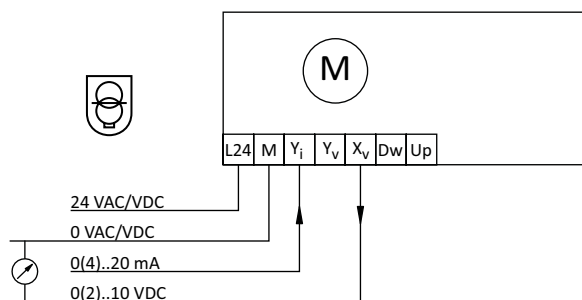 M
L24 M Yi Yv Xv Dw Up
24 VAC/VDC
0 VAC/VDC
0(4)..20 mA
0(2)..10 VDC